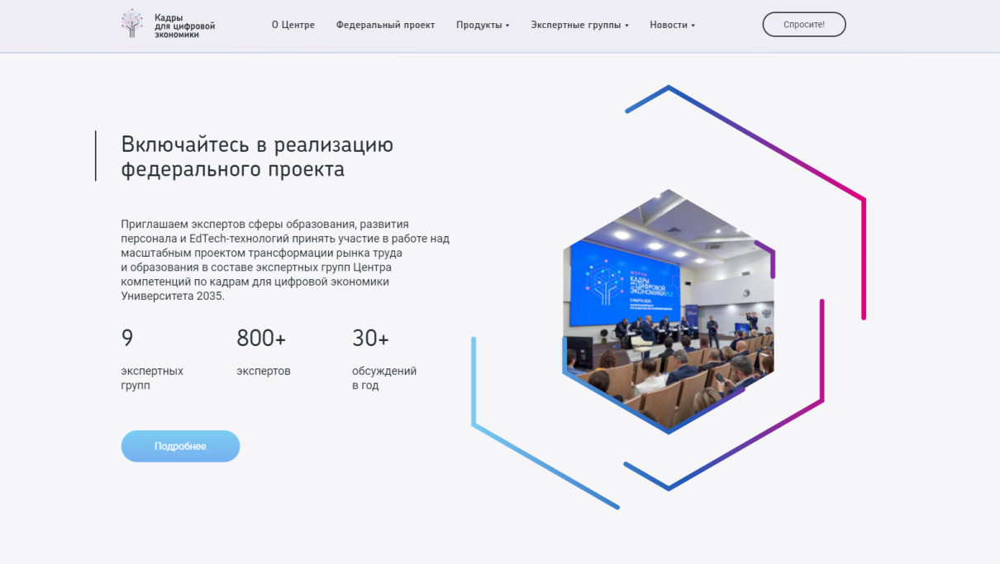 Кадры
для цифровой
экономики
О Центре
Федеральный проект
Продукты
Экспертные группы
Новости
Спросите!
Включайтесь в реализацию
федерального проекта
Приглашаем экспертов сферы образования, развития
персонала и EdTech-технологий принять участие в работе над
масштабным проектом трансформации рынка труда
и образования в составе экспертных групп Центра
компетенций по кадрам для цифровой экономики
Университета 2035.
9
экспертных
групп
800+
экспертов
30+
обсуждений
в год
Подробнее
ФОРУМ
КАДРЫ
ДЛЯ ЦИФРОВОЙ
ЭКОНОМИКИ